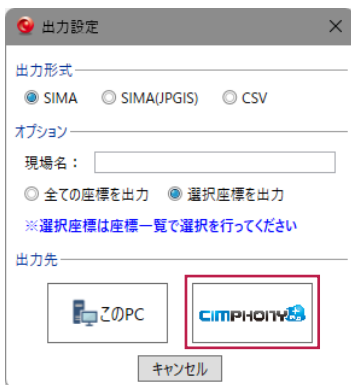 出力設定
出力形式
SIMA SIMA(JPGIS) CSV
オプション
現場名：
全ての座標を出力 選択座標を出力
※選択座標は座標一覧で選択を行ってください
出力先
このPC CIMPHONY
キャンセル